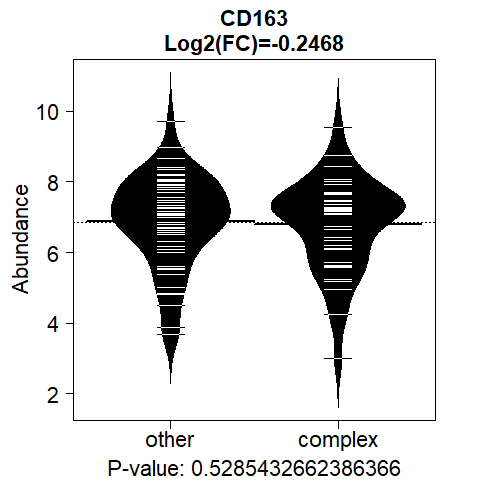 CD163
Log2(FC)=-0.2468
Abundance
10
8
6
4
2
other complex
P-value: 0.5285432662386366